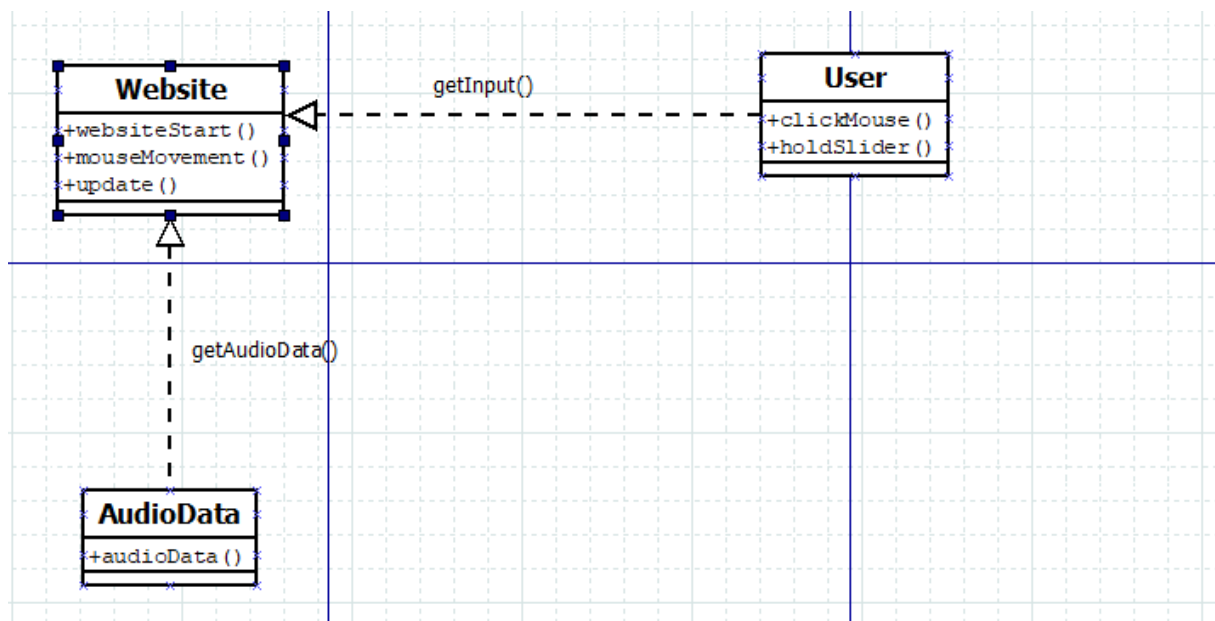 Website
+websiteStart()
+mouseMovement()
+update()
getInput()
User
+clickMouse()
+holdSlider()
getAudioData()
AudioData
+audioData()